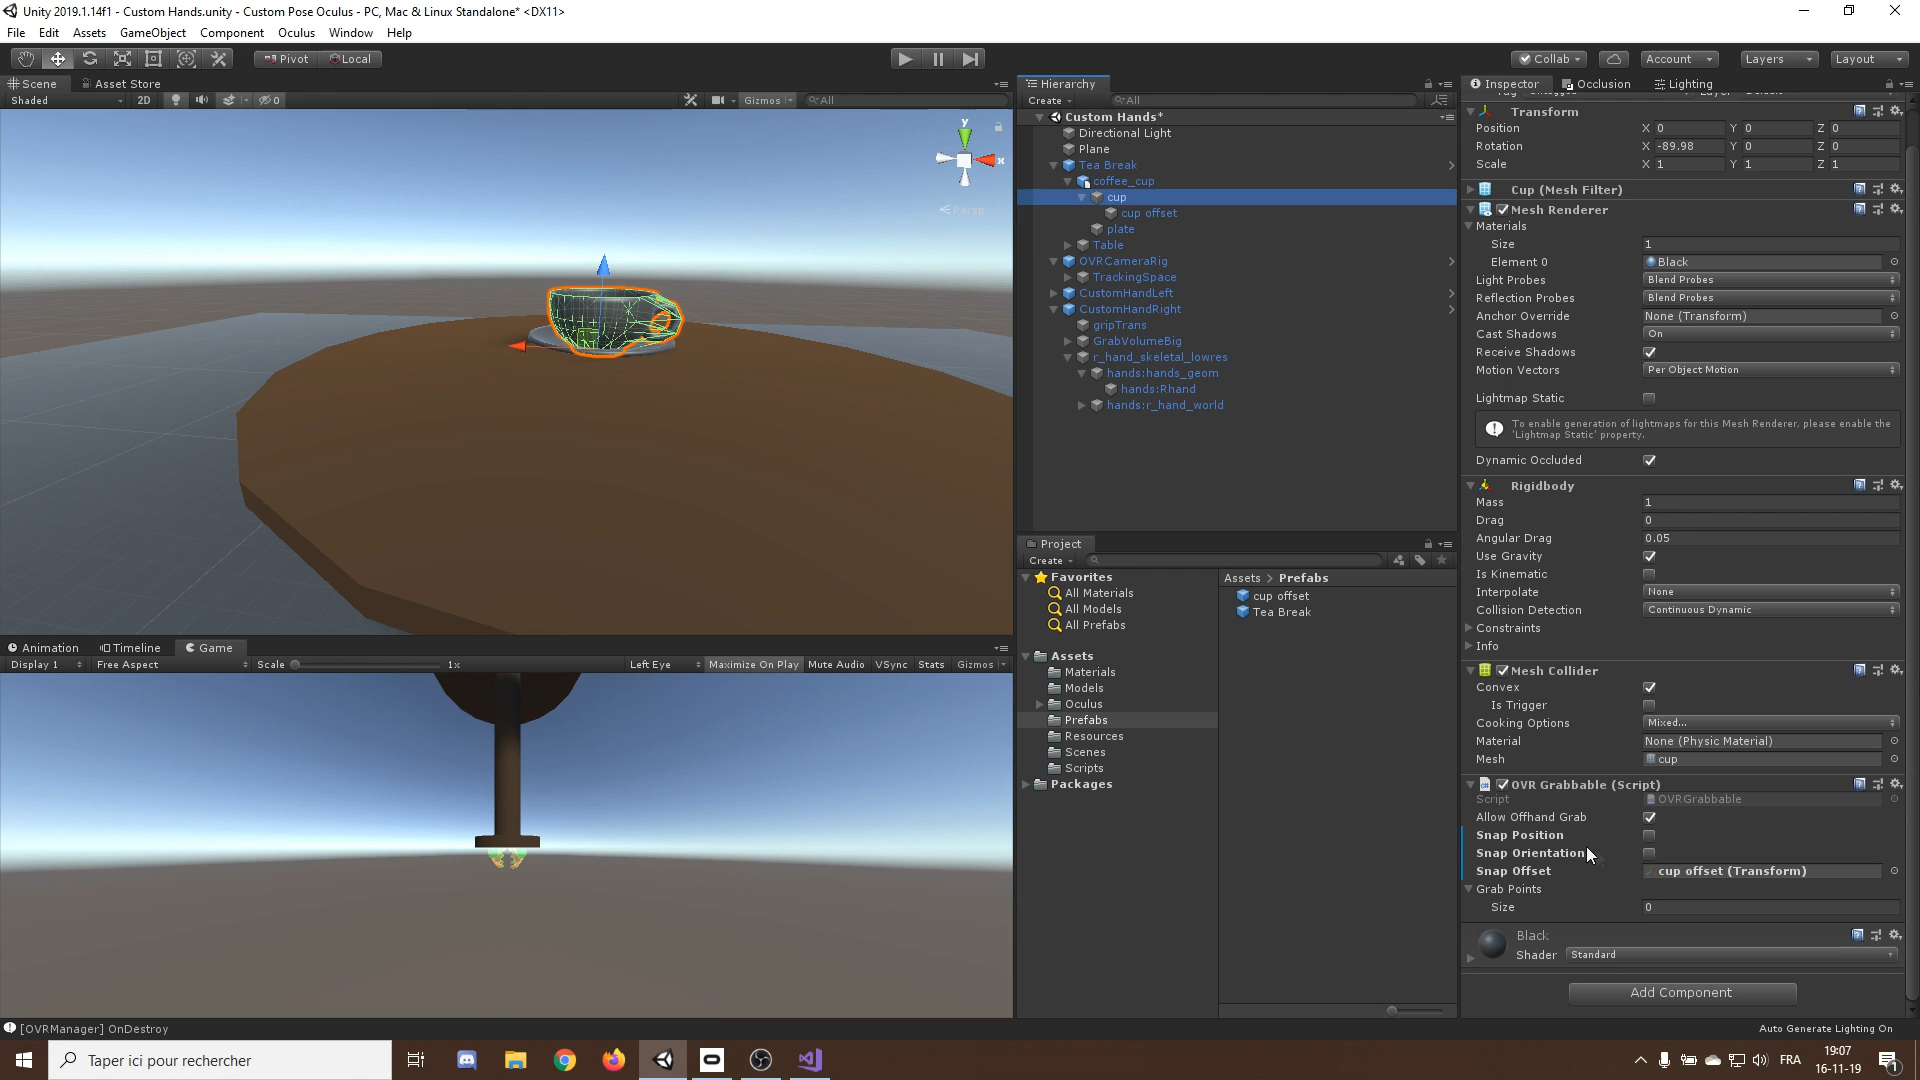 Unity 2019.1.14f1 - Custom Hands.unity - Custom Pose Oculus - PC, Mac & Linux Standalone* <DX11>
File Edit Assets GameObject Component Oculus Window Help
Pivot Local
Collab Account Layers Layout
Scene Asset Store
Shaded 2D 0 Gizmos All
y
x
Persp
Hierarchy
Create All
Custom Hands*
Directional Light
Plane
Tea Break
coffee_cup
cup
cup offset
plate
Table
OVRCameraRig
TrackingSpace
CustomHandLeft
CustomHandRight
gripTrans
GrabVolumeBig
r_hand_skeletal_lowres
hands:hands_geom
hands:Rhand
hands:r_hand_world
Inspector Occlusion Lighting
Transform
Position X 0 Y 0 Z 0
Rotation X -89.98 Y 0 Z 0
Scale X 1 Y 1 Z 1
Cup (Mesh Filter)
Mesh Renderer
Materials
Size 1
Element 0 Black
Light Probes Blend Probes
Reflection Probes Blend Probes
Anchor Override None (Transform)
Cast Shadows On
Receive Shadows
Motion Vectors Per Object Motion
Lightmap Static
To enable generation of lightmaps for this Mesh Renderer, please enable the
'Lightmap Static' property.
Dynamic Occluded
Rigidbody
Mass 1
Drag 0
Angular Drag 0.05
Use Gravity
Is Kinematic
Interpolate None
Collision Detection Continuous Dynamic
Constraints
Info
Mesh Collider
Convex
Is Trigger
Cooking Options Mixed...
Material None (Physic Material)
Mesh cup
OVR Grabbable (Script)
Script OVRGrabbable
Allow Offhand Grab
Snap Position
Snap Orientation
Snap Offset cup offset (Transform)
Grab Points
Size 0
Black
Shader Standard
Add Component
Project
Create
Favorites
All Materials
All Models
All Prefabs
Assets
Materials
Models
Oculus
Prefabs
Resources
Scenes
Scripts
Packages
Assets > Prefabs
cup offset
Tea Break
Animation Timeline Game
Display 1 Free Aspect Scale 1x Left Eye Maximize On Play Mute Audio VSync Stats Gizmos
[OVRManager] OnDestroy
Auto Generate Lighting On
Taper ici pour rechercher
FRA
19:07
16-11-19
1